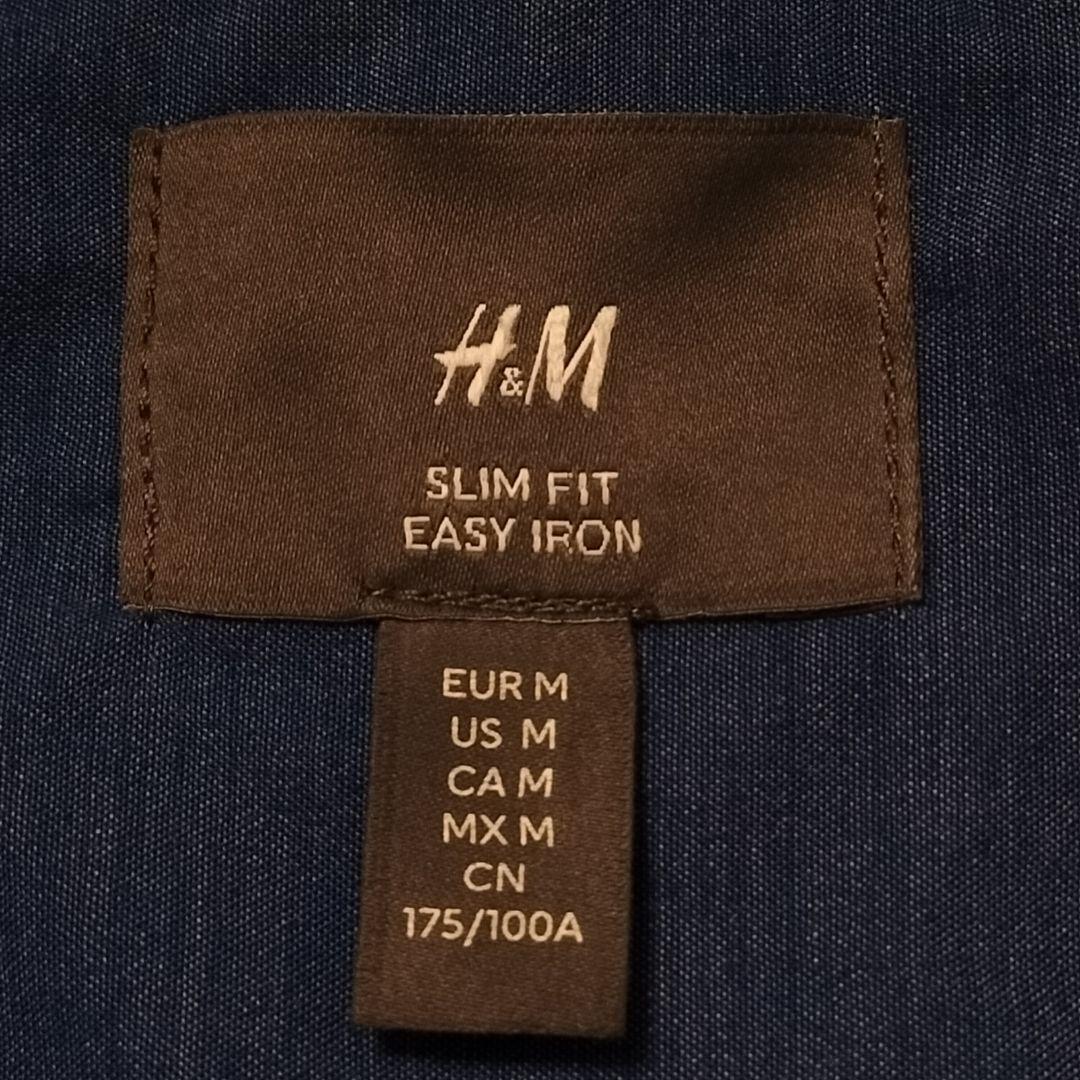 H&M
SLIM FIT
EASY IRON
EUR M
US M
CA M
MX M
CN
175/100A